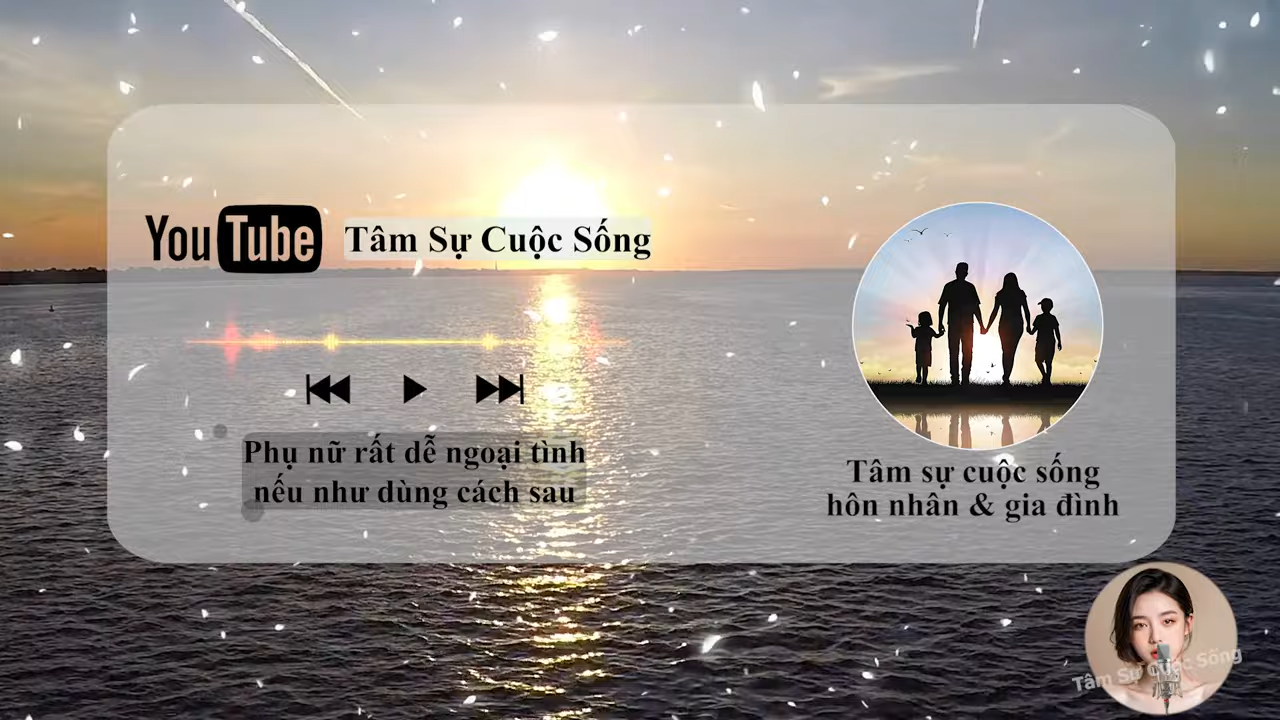 YouTube Tâm Sự Cuộc Sống
Phụ nữ rất dễ ngoại tình
nếu như dùng cách sau
Tâm sự cuộc sống
hôn nhân & gia đình
Tâm Sự Cuộc Sống